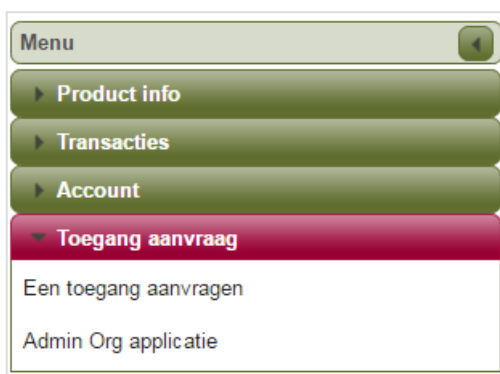 Menu
Product info
Transacties
Account
Toegang aanvraag
Een toegang aanvragen
Admin Org applicatie